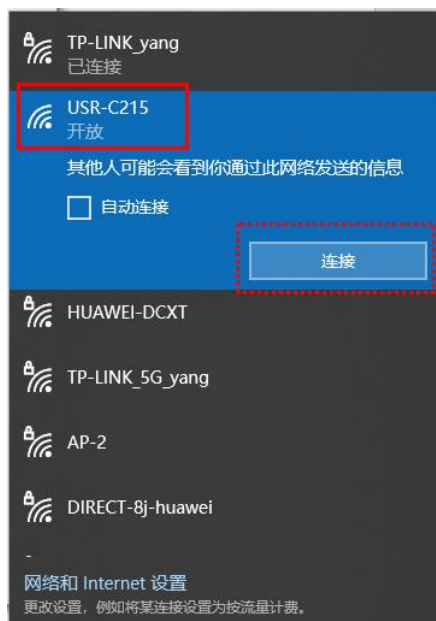 TP-LINK_yang
已连接
USR-C215
开放
其他人可能会看到你通过此网络发送的信息
自动连接
连接
HUAWEI-DCXT
TP-LINK_5G_yang
AP-2
DIRECT-8j-huawei
-
网络和 Internet 设置
更改设置，例如将某连接设置为按流量计费。